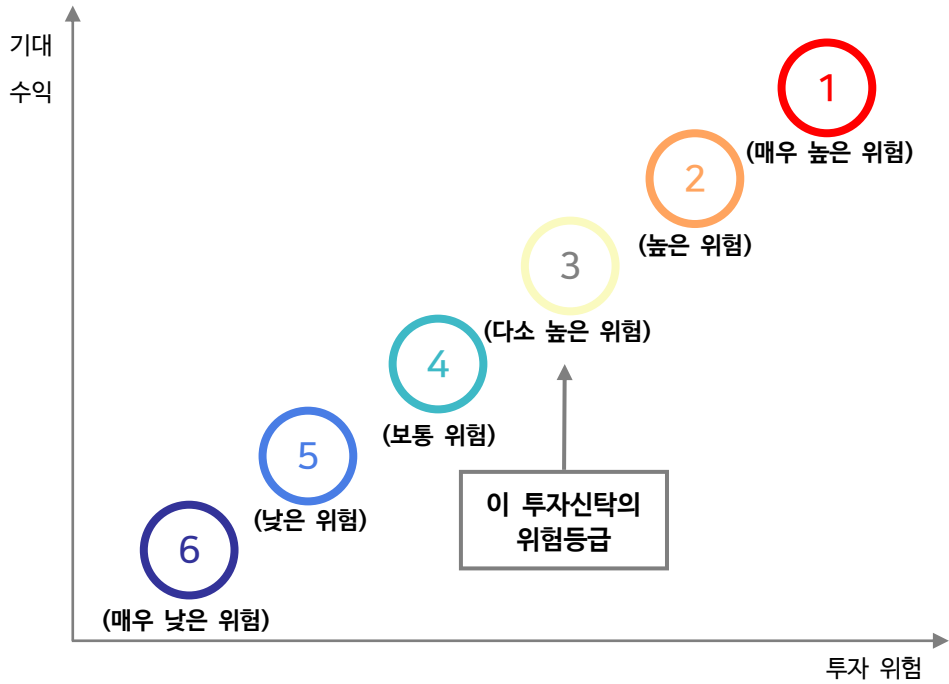 기대
수익
1
(매우 높은 위험)
2
(높은 위험)
3
(다소 높은 위험)
4
(보통 위험)
5
(낮은 위험)
이 투자신탁의
위험등급
6
(매우 낮은 위험)
투자 위험